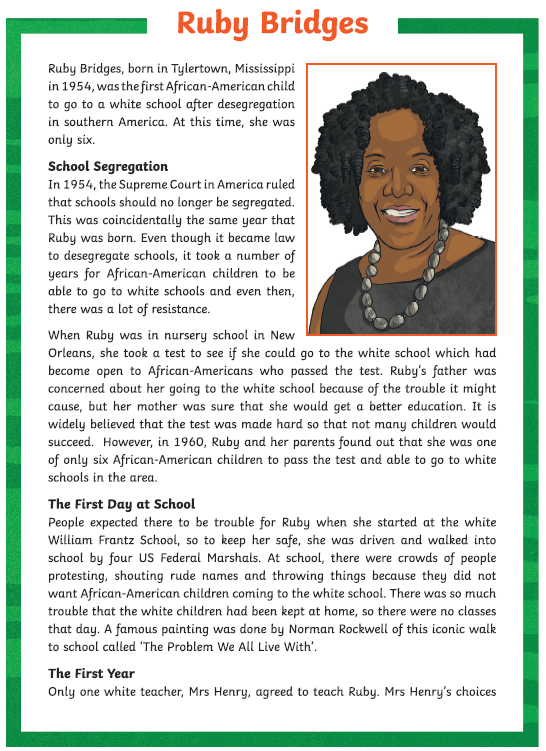 Ruby Bridges
Ruby Bridges, born in Tylertown, Mississippi
in 1954, was the first African-American child
to go to a white school after desegregation
in southern America. At this time, she was
only six.
School Segregation
In 1954, the Supreme Court in America ruled
that schools should no longer be segregated.
This was coincidentally the same year that
Ruby was born. Even though it became law
to desegregate schools, it took a number of
years for African-American children to be
able to go to white schools and even then,
there was a lot of resistance.
When Ruby was in nursery school in New
Orleans, she took a test to see if she could go to the white school which had
become open to African-Americans who passed the test. Ruby's father was
concerned about her going to the white school because of the trouble it might
cause, but her mother was sure that she would get a better education. It is
widely believed that the test was made hard so that not many children would
succeed. However, in 1960, Ruby and her parents found out that she was one
of only six African-American children to pass the test and able to go to white
schools in the area.
The First Day at School
People expected there to be trouble for Ruby when she started at the white
William Frantz School, so to keep her safe, she was driven and walked into
school by four US Federal Marshals. At school, there were crowds of people
protesting, shouting rude names and throwing things because they did not
want African-American children coming to the white school. There was so much
trouble that the white children had been kept at home, so there were no classes
that day. A famous painting was done by Norman Rockwell of this iconic walk
to school called 'The Problem We All Live With'.
The First Year
Only one white teacher, Mrs Henry, agreed to teach Ruby. Mrs Henry's choices